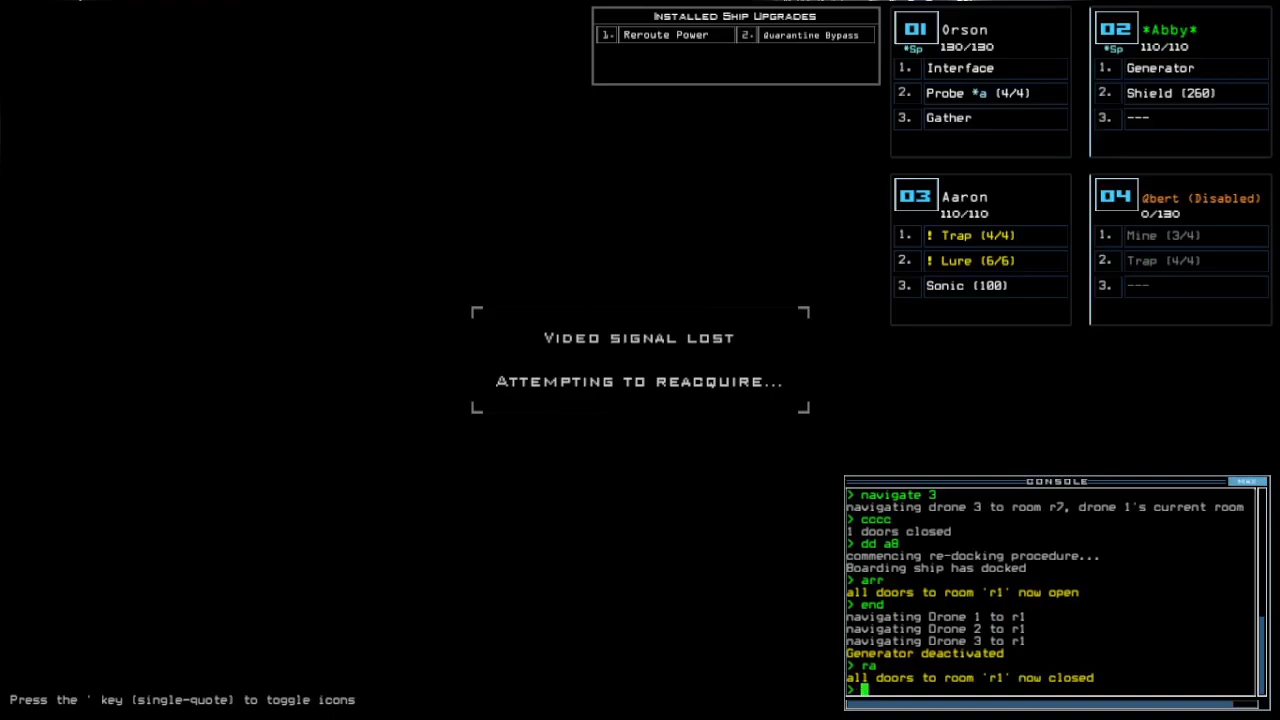 Installed Ship Upgrades
1. Reroute Power 2. Quarantine Bypass
01 Orson
*Sp 130/130
1. Interface
2. Probe *a (4/4)
3. Gather
02 *Abby*
*Sp 110/110
1. Generator
2. Shield (260)
3. ---
03 Aaron
110/110
1. ! Trap (4/4)
2. ! Lure (6/6)
3. Sonic (100)
04 Qbert (Disabled)
0/130
1. Mine (3/4)
2. Trap (4/4)
3. ---
Video signal lost
Attempting to reacquire...
Console
> navigate 3
navigating drone 3 to room r7, drone 1's current room
> cccc
1 doors closed
> dd a8
commencing re-docking procedure...
Boarding ship has docked
> arr
all doors to room 'r1' now open
> end
navigating Drone 1 to r1
navigating Drone 2 to r1
navigating Drone 3 to r1
Generator deactivated
> ra
all doors to room 'r1' now closed
>
Press the ' key (single-quote) to toggle icons